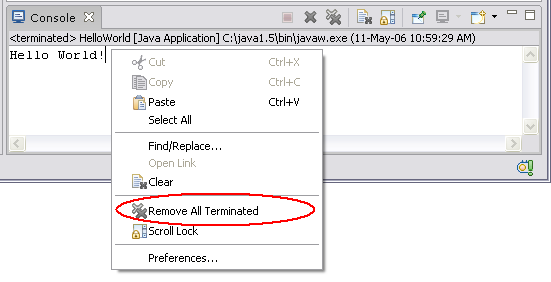 Console
<terminated> HelloWorld [Java Application] C:\java1.5\bin\javaw.exe (11-May-06 10:59:29 AM)
Hello World!
Cut Ctrl+X
Copy Ctrl+C
Paste Ctrl+V
Select All
Find/Replace...
Open Link
Clear
Remove All Terminated
Scroll Lock
Preferences...